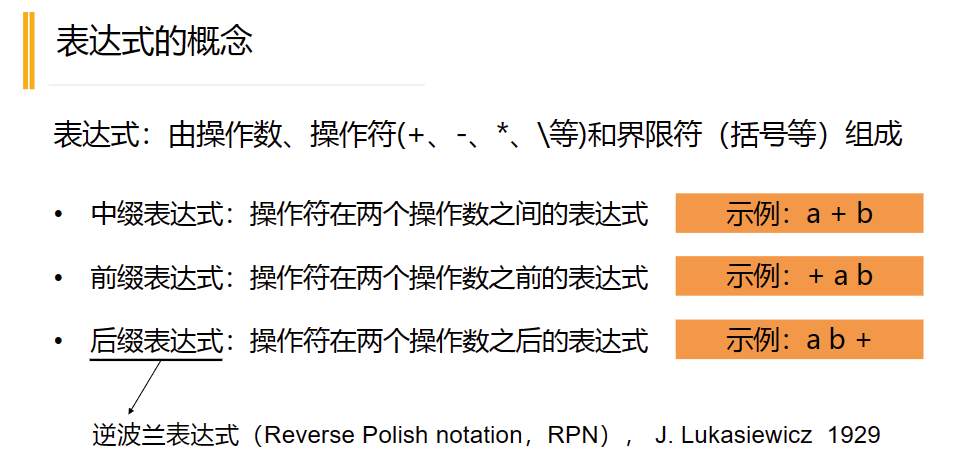 表达式的概念
表达式：由操作数、操作符(+、-、*、\等)和界限符（括号等）组成
• 中缀表达式：操作符在两个操作数之间的表达式 示例：a + b
• 前缀表达式：操作符在两个操作数之前的表达式 示例：+ a b
• 后缀表达式：操作符在两个操作数之后的表达式 示例：a b +
逆波兰表达式（Reverse Polish notation，RPN）， J. Lukasiewicz 1929